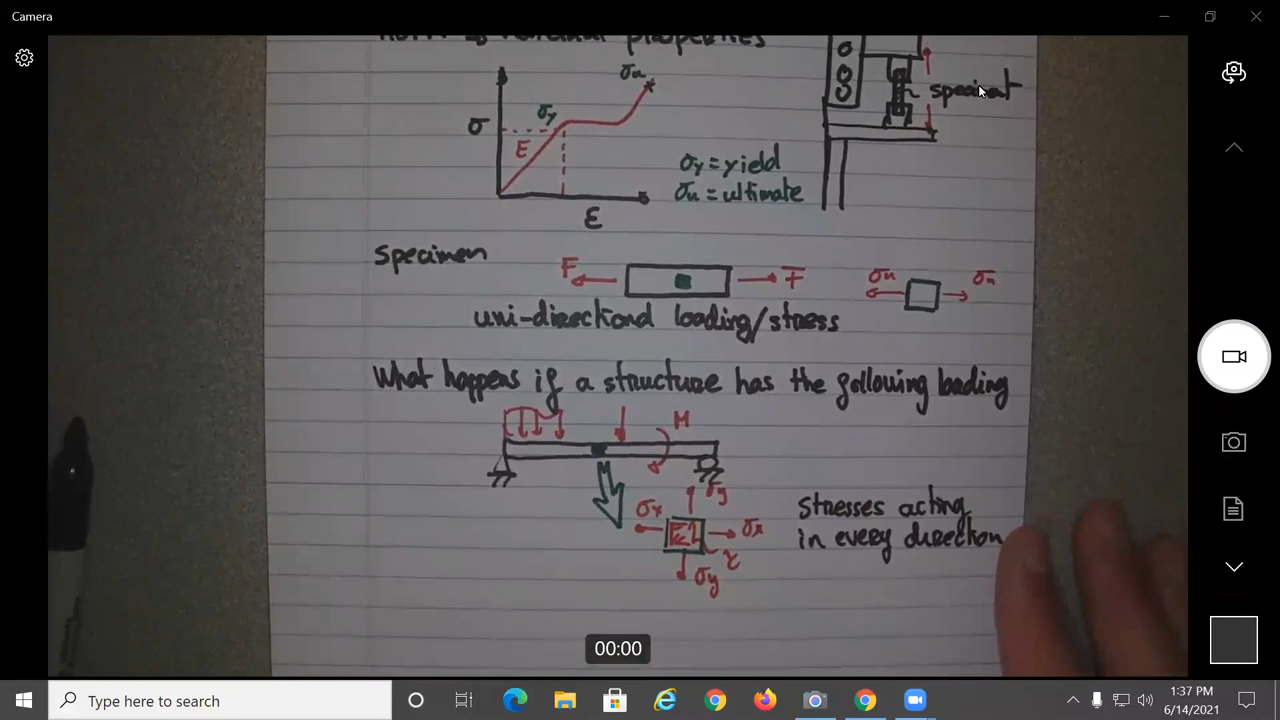 Camera
σu
σy
σ
E
specimen
σy = yield
σu = ultimate
ε
specimen
F
F
σn
σn
uni-directional loading/stress
What happens if a structure has the following loading
M
σy
σx
σx
τ
σy
stresses acting
in every direction
00:00
Type here to search
1:37 PM
6/14/2021